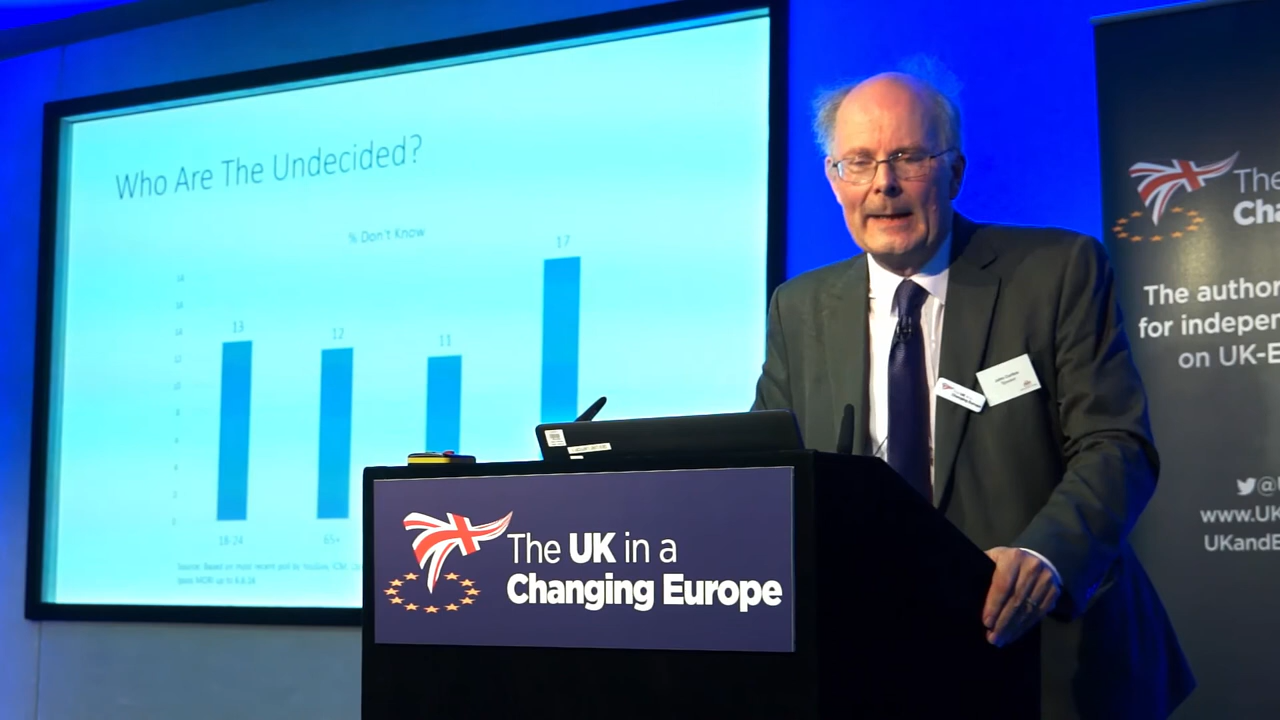 Who Are The Undecided?
% Don't Know
17
13
12
11
18-24
65+
The UK in a
Changing Europe
The
Cha
The author
for indepen
on UK-E
@U
www.UK
UKandE